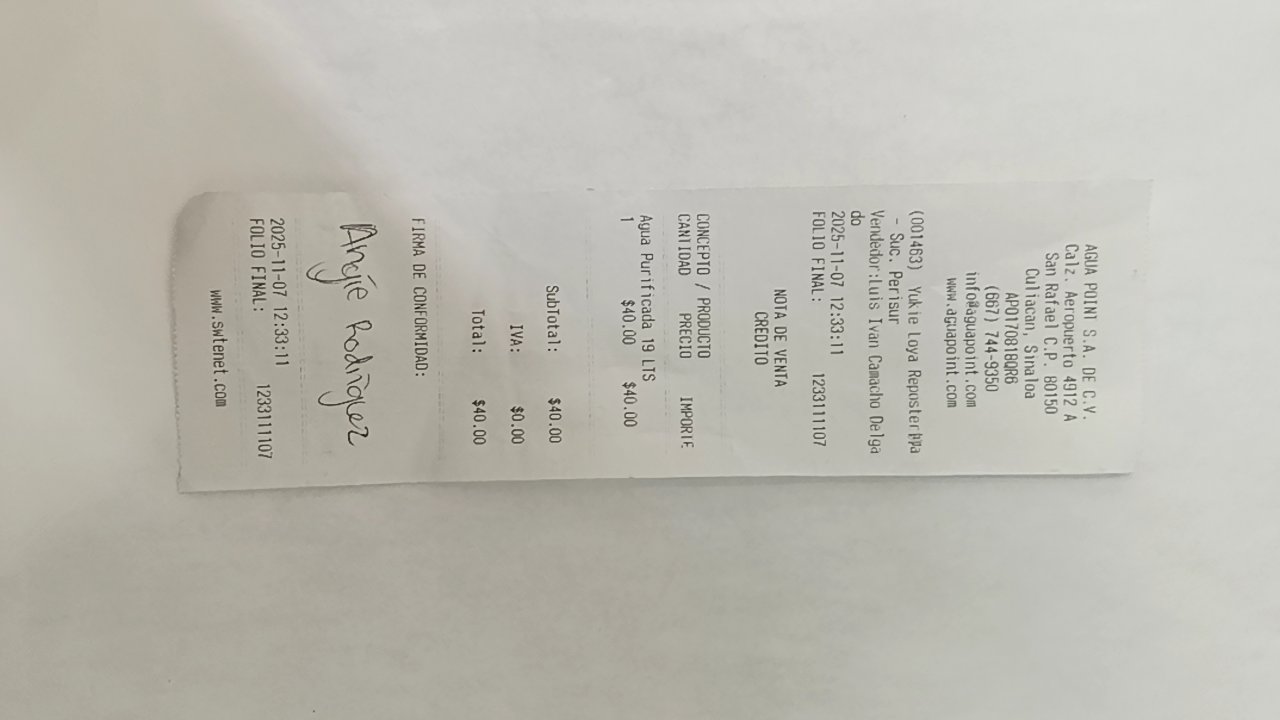 AGUA POINT S.A. DE C.V.
Calz. Aeropuerto 4912 A
San Rafael C.P. 80150
Culiacan, Sinaloa
APO170818QR6
(667) 744-9350
info@aguapoint.com
www.aguapoint.com
(001463) Yukie Loya Reposter
- Suc. Perisur
Vendedor:Luis Ivan Camacho Delga
do
2025-11-07 12:33:11
FOLIO FINAL: 1233111107
NOTA DE VENTA
CREDITO
CONCEPTO / PRODUCTO
CANTIDAD PRECIO IMPORTE
Agua Purificada 19 LTS
1 $40.00 $40.00
SubTotal: $40.00
IVA: $0.00
Total: $40.00
FIRMA DE CONFORMIDAD:
Angie Rodriguez
2025-11-07 12:33:11
FOLIO FINAL: 1233111107
www.swtenet.com